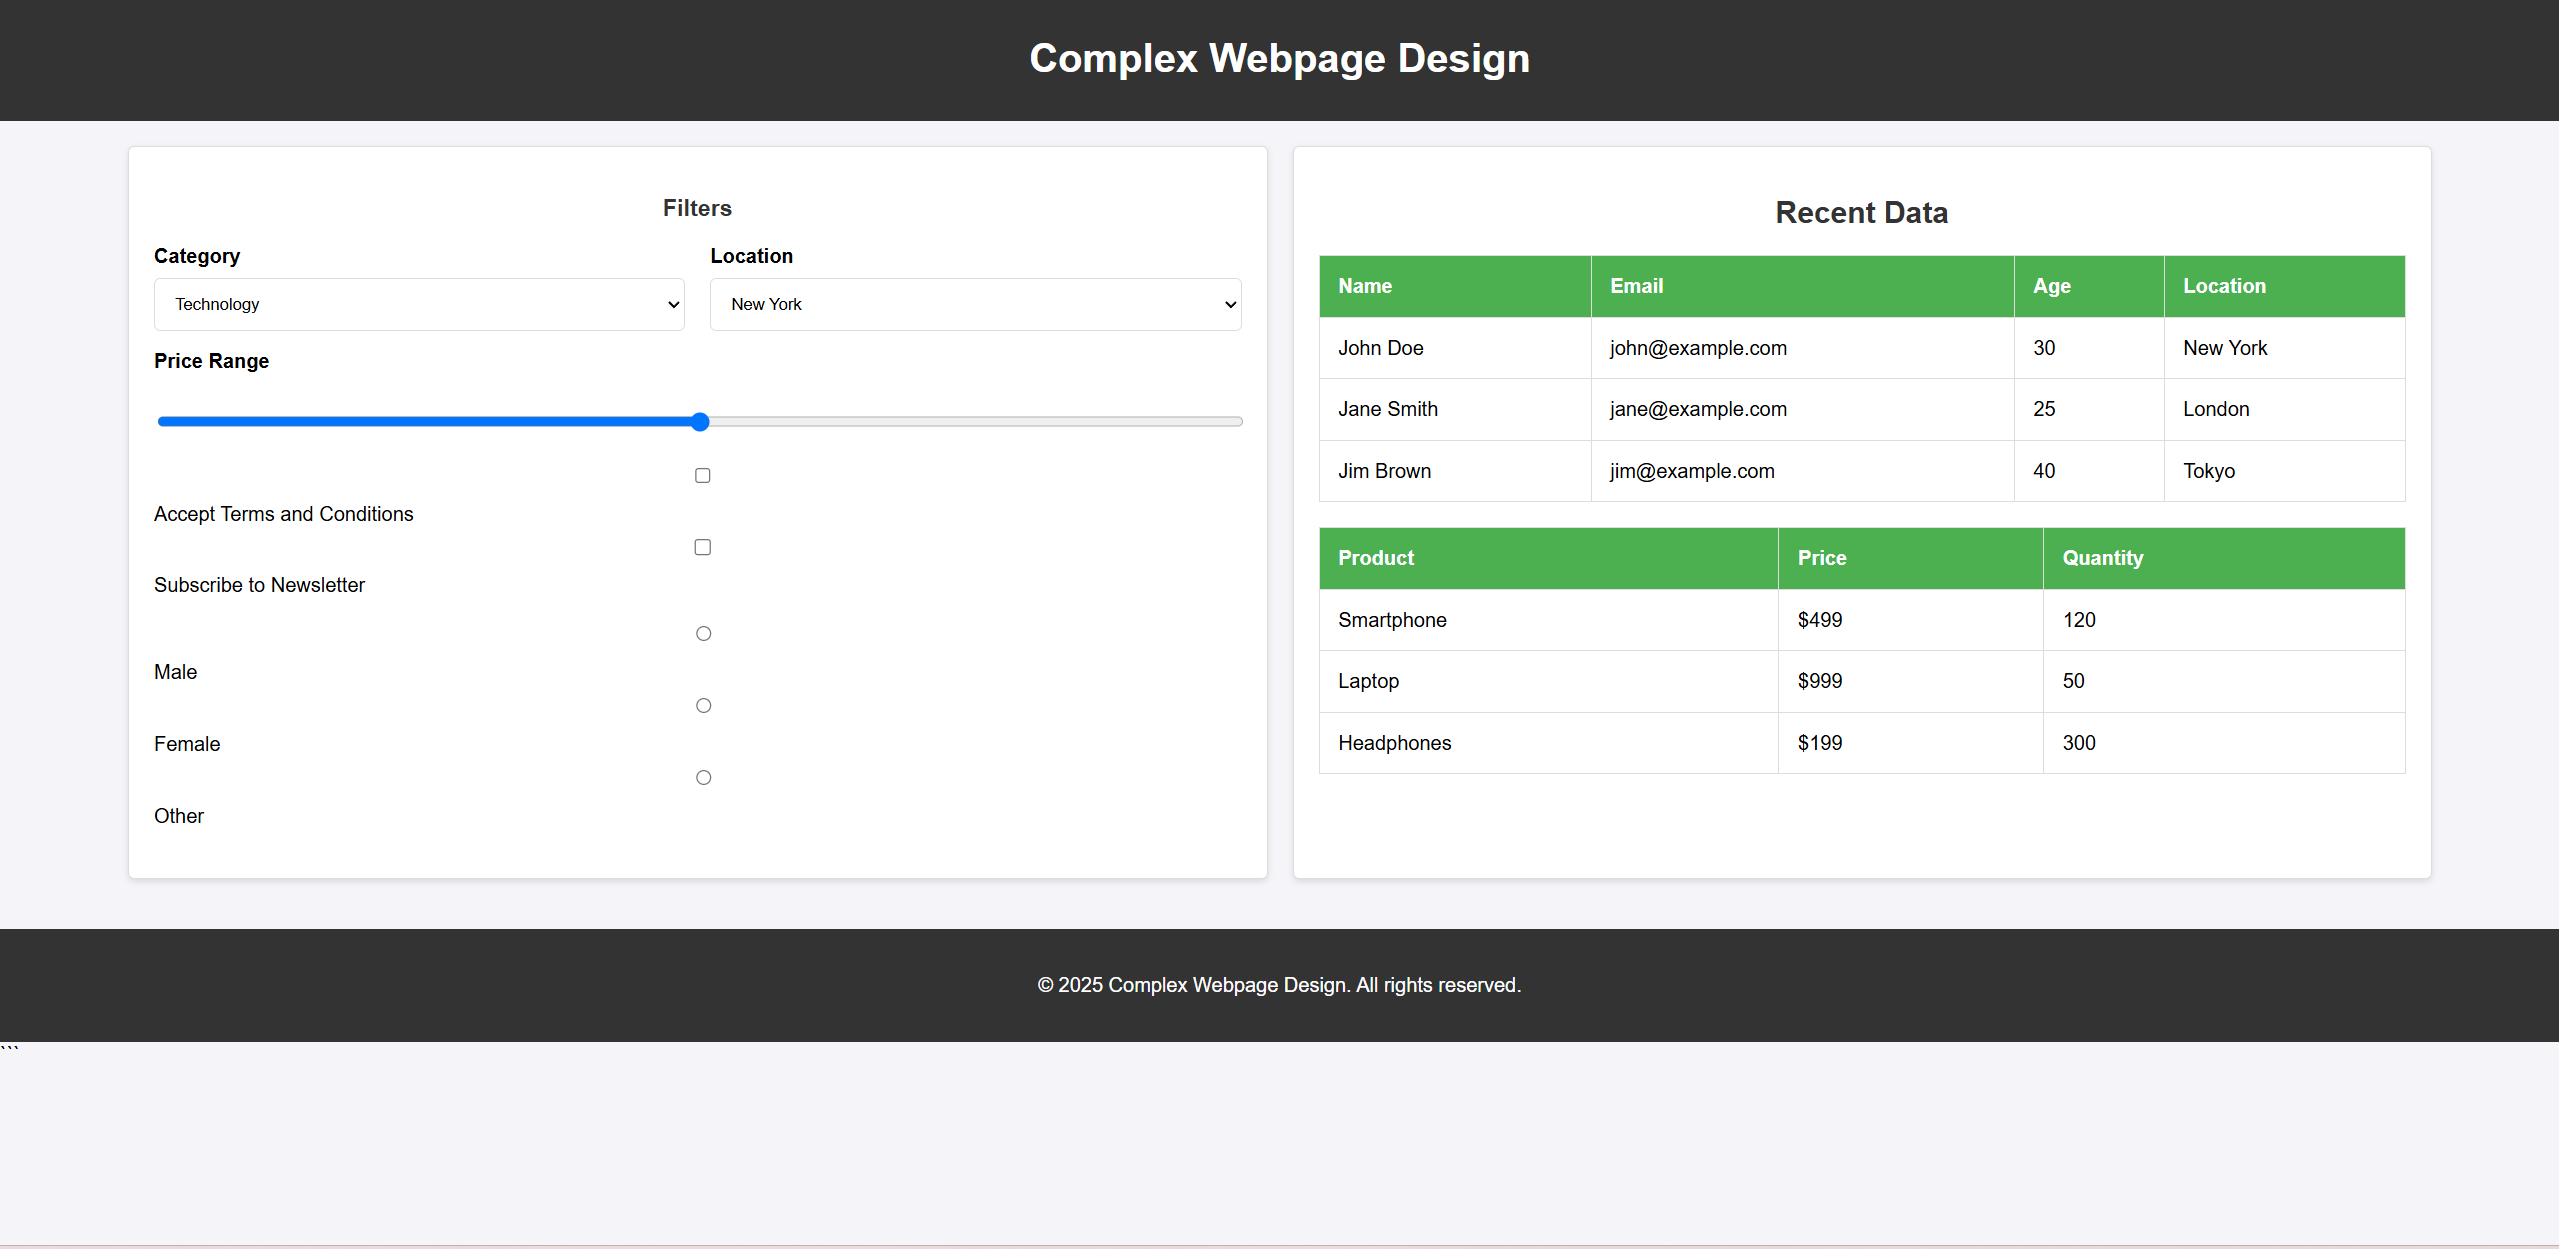 Complex Webpage Design
Filters
Category Location
Technology New York
Price Range
Accept Terms and Conditions
Subscribe to Newsletter
Male
Female
Other
Recent Data
Name Email Age Location
John Doe john@example.com 30 New York
Jane Smith jane@example.com 25 London
Jim Brown jim@example.com 40 Tokyo
Product Price Quantity
Smartphone $499 120
Laptop $999 50
Headphones $199 300
© 2025 Complex Webpage Design. All rights reserved.
```